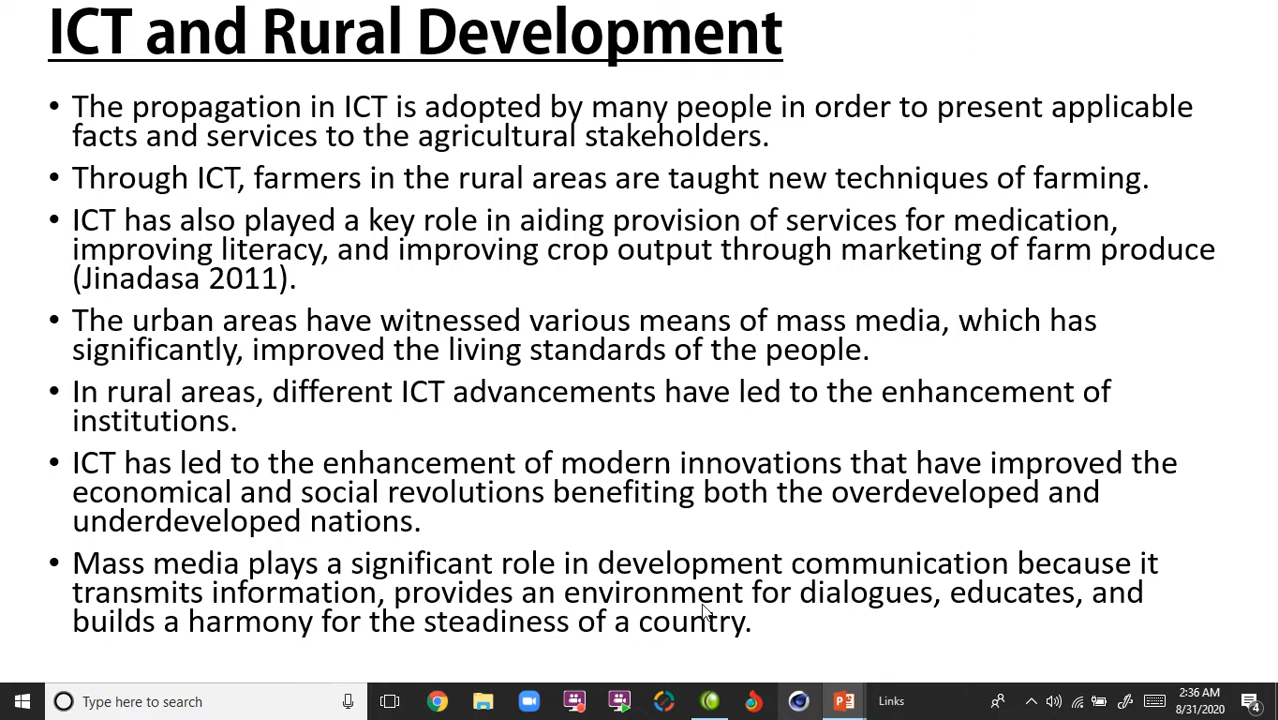 ICT and Rural Development
• The propagation in ICT is adopted by many people in order to present applicable
facts and services to the agricultural stakeholders.
• Through ICT, farmers in the rural areas are taught new techniques of farming.
• ICT has also played a key role in aiding provision of services for medication,
improving literacy, and improving crop output through marketing of farm produce
(Jinadasa 2011).
• The urban areas have witnessed various means of mass media, which has
significantly, improved the living standards of the people.
• In rural areas, different ICT advancements have led to the enhancement of
institutions.
• ICT has led to the enhancement of modern innovations that have improved the
economical and social revolutions benefiting both the overdeveloped and
underdeveloped nations.
• Mass media plays a significant role in development communication because it
transmits information, provides an environment for dialogues, educates, and
builds a harmony for the steadiness of a country.
Type here to search
Links
2:36 AM
8/31/2020
4